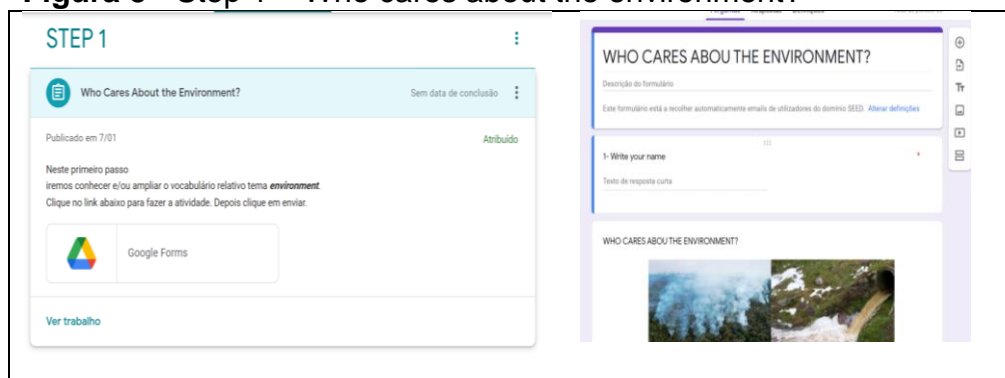 STEP 1
Who Cares About the Environment?
Sem data de conclusão
Publicado em 7/01
Atribuído
Neste primeiro passo
iremos conhecer e/ou ampliar o vocabulário relativo tema environment.
Clique no link abaixo para fazer a atividade. Depois clique em enviar.
Google Forms
Ver trabalho
WHO CARES ABOU THE ENVIRONMENT?
Descrição do formulário
Este formulário está a recolher automaticamente emails de utilizadores do domínio SEED. Alterar definições
1- Write your name
*
Texto de resposta curta
WHO CARES ABOU THE ENVIRONMENT?
Tт